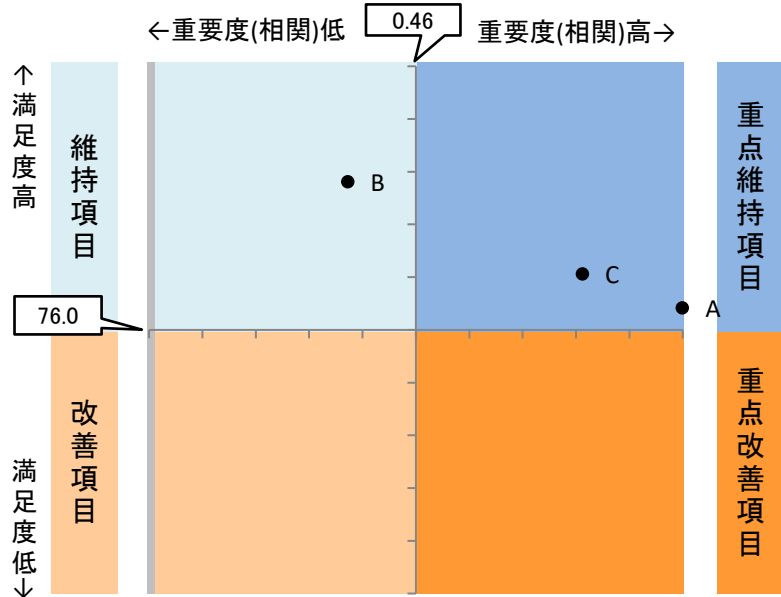 ←重要度(相関)低
0.46
重要度(相関)高→
↑満足度高
維持項目
重点維持項目
B
C
A
76.0
改善項目
重点改善項目
満足度低↓